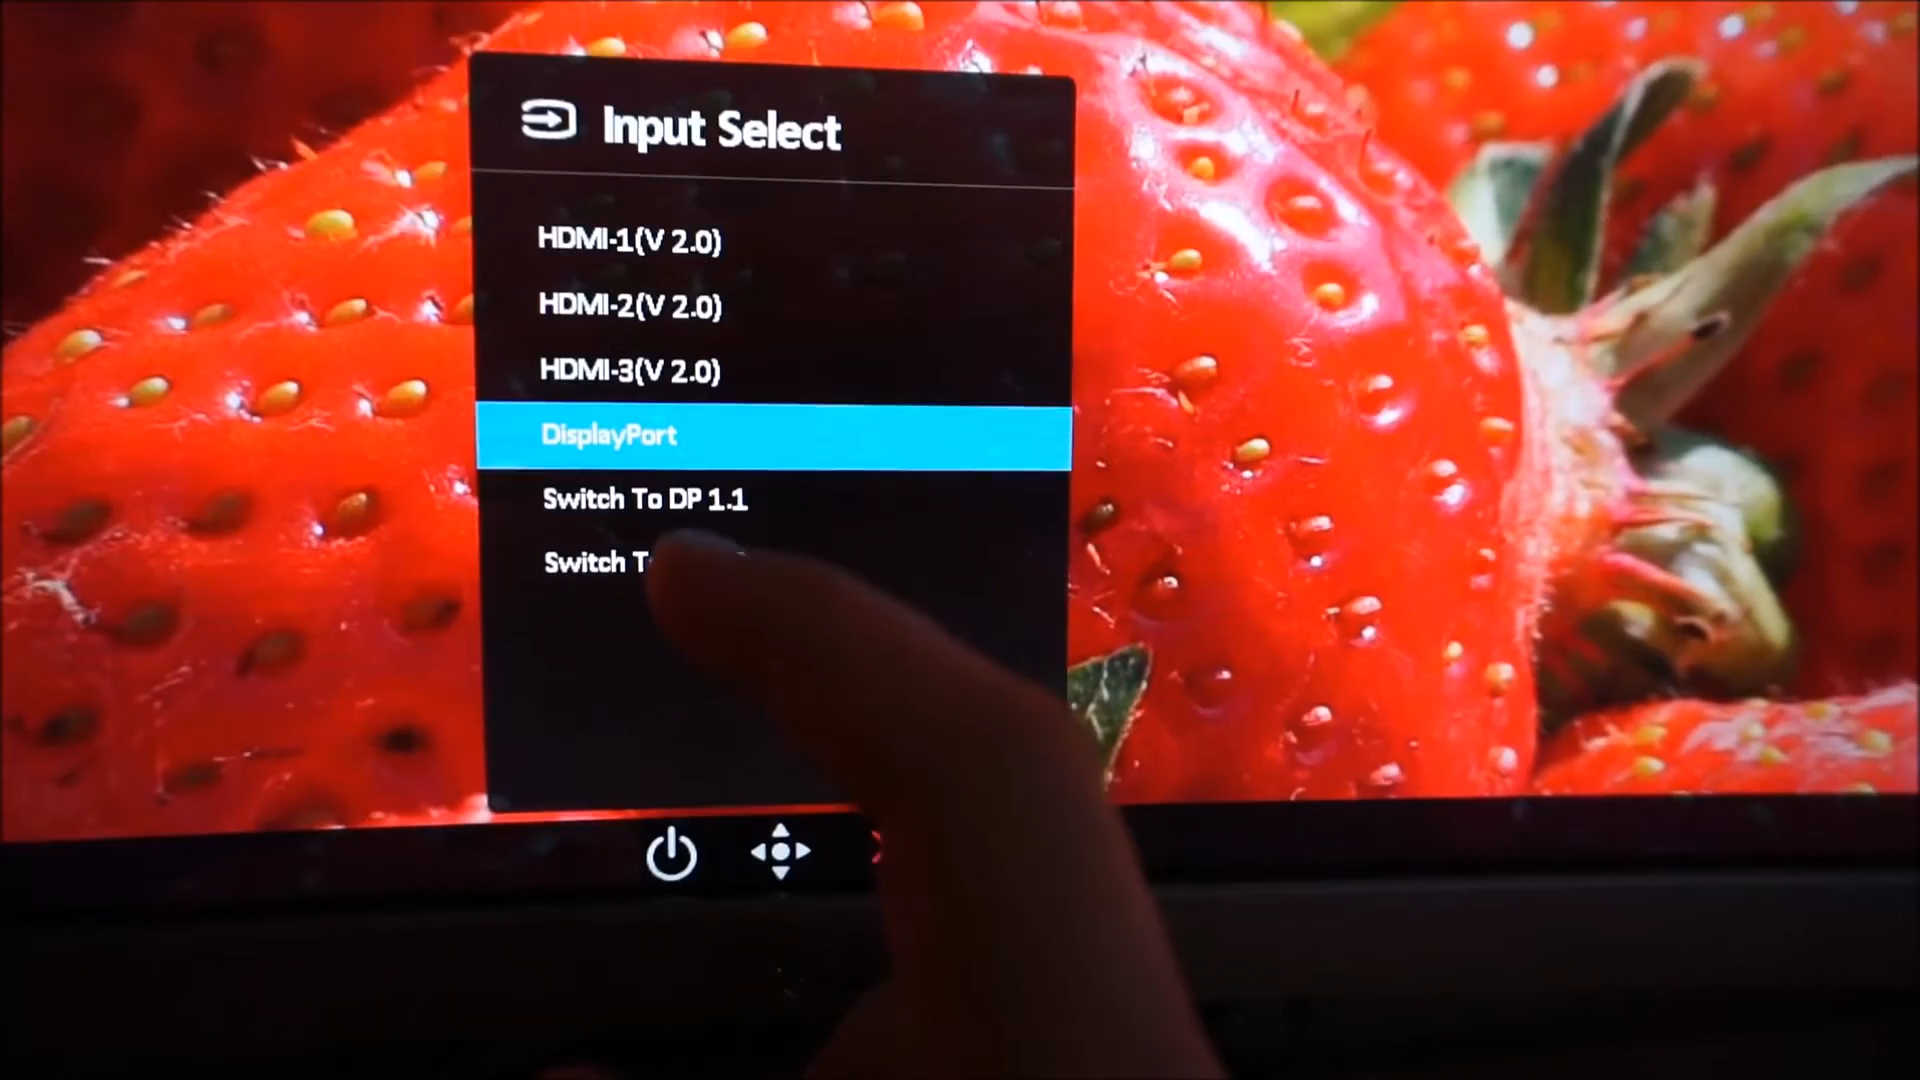 Input Select
HDMI-1(V 2.0)
HDMI-2(V 2.0)
HDMI-3(V 2.0)
DisplayPort
Switch To DP 1.1
Switch